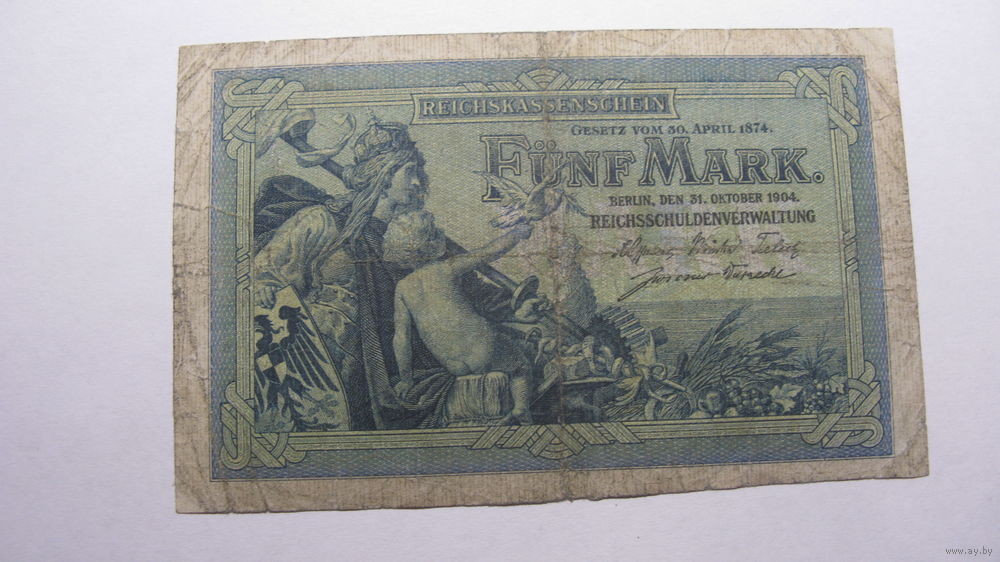 REICHSKASSENSCHEIN
GESETZ VOM 30. APRIL 1874.
FÜNF MARK.
BERLIN, DEN 31. OKTOBER 1904.
REICHSSCHULDENVERWALTUNG
www.ay.by